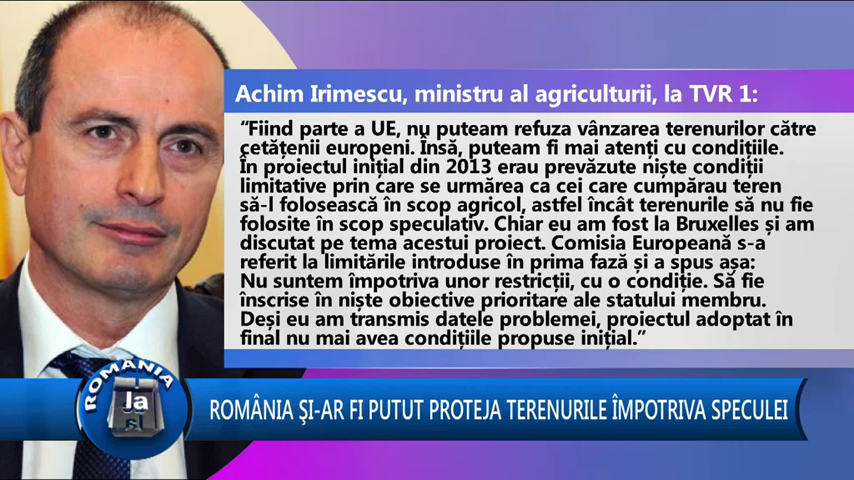 Achim Irimescu, ministru al agriculturii, la TVR 1:
“Fiind parte a UE, nu puteam refuza vânzarea terenurilor către
cetățenii europeni. Însă, puteam fi mai atenți cu condițiile.
În proiectul inițial din 2013 erau prevăzute niște condiții
limitative prin care se urmărea ca cei care cumpărau teren
să-l folosească în scop agricol, astfel încât terenurile să nu fie
folosite în scop speculativ. Chiar eu am fost la Bruxelles și am
discutat pe tema acestui proiect. Comisia Europeană s-a
referit la limitările introduse în prima fază și a spus așa:
Nu suntem împotriva unor restricții, cu o condiție. Să fie
înscrise în niște obiective prioritare ale statului membru.
Deși eu am transmis datele problemei, proiectul adoptat în
final nu mai avea condițiile propuse inițial.”
ROMÂNIA
la
ROMÂNIA ŞI-AR FI PUTUT PROTEJA TERENURILE ÎMPOTRIVA SPECULEI